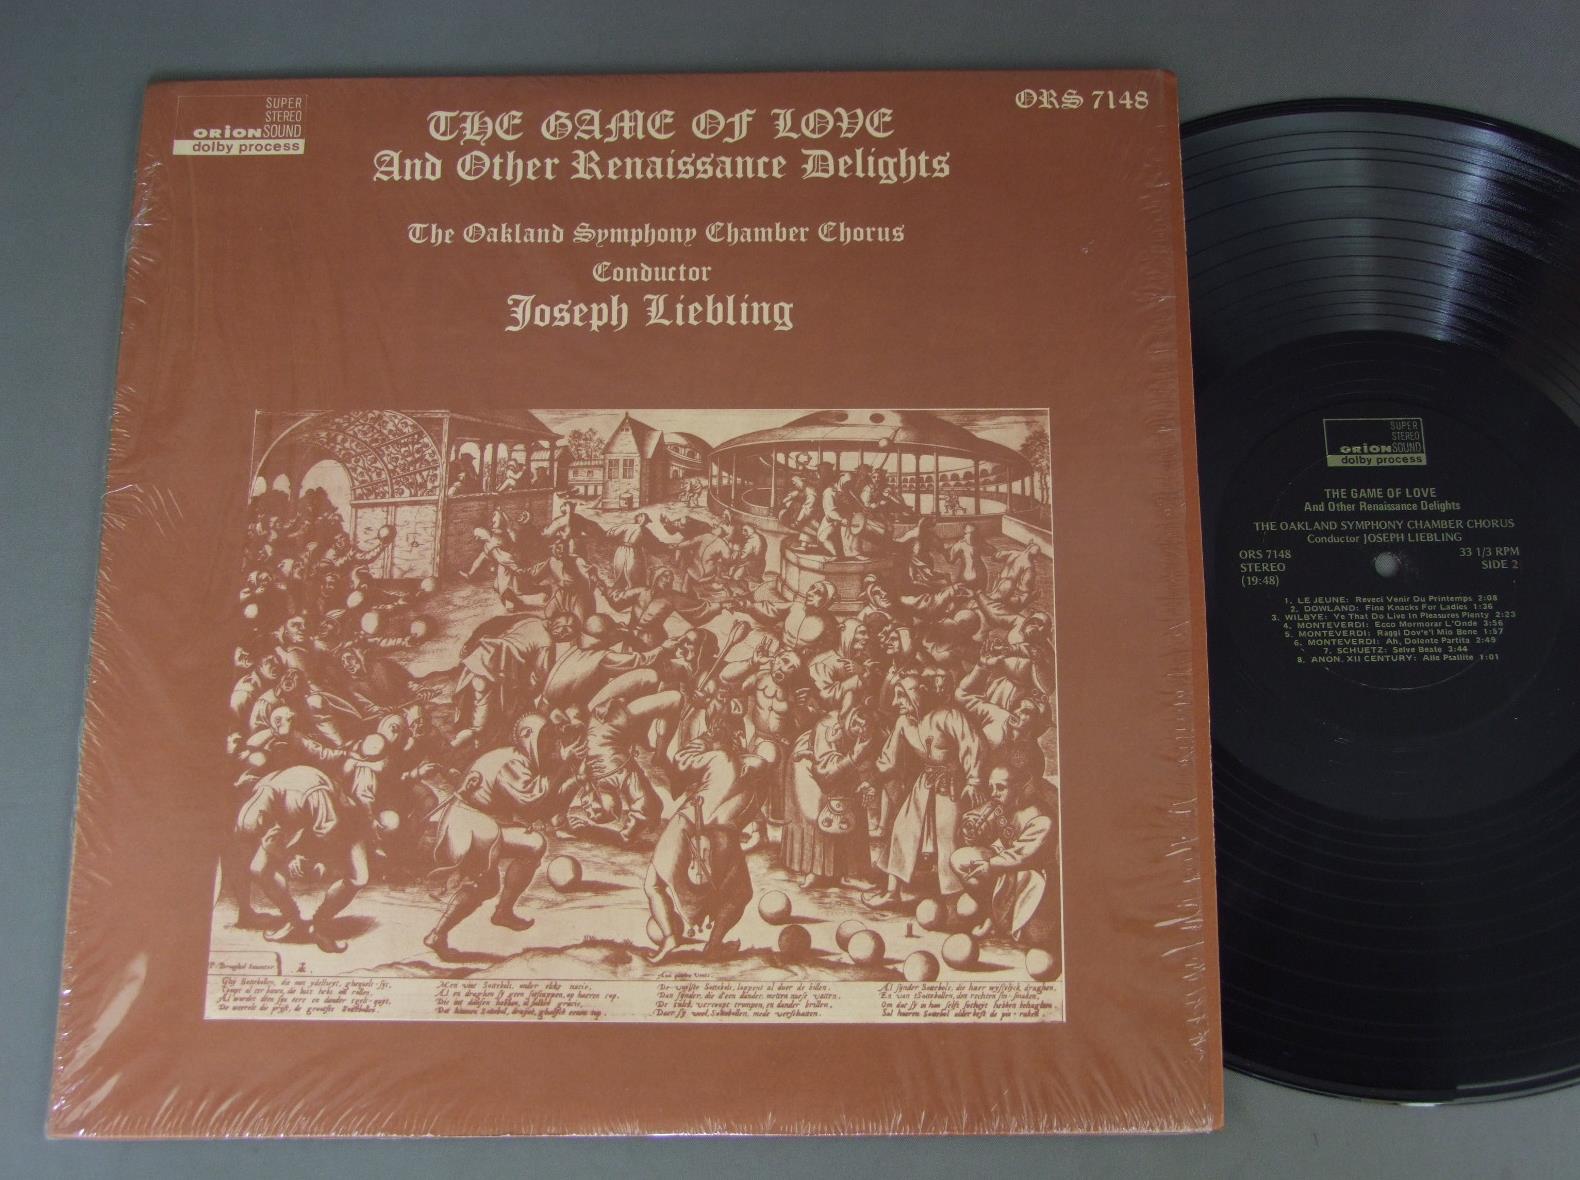 SUPER
STEREO
ORION SOUND
dolby process
ORS 7148
THE GAME OF LOVE
And Other Renaissance Delights
The Oakland Symphony Chamber Chorus
Conductor
Joseph Liebling
SUPER
STEREO
ORION SOUND
dolby process
THE GAME OF LOVE
And Other Renaissance Delights
THE OAKLAND SYMPHONY CHAMBER CHORUS
Conductor JOSEPH LIEBLING
ORS 7148
STEREO
(19:48)
33 1/3 RPM
SIDE 2
1. LE JEUNE: Reveci Venir Du Printemps 2:08
2. DOWLAND: Fine Knacks For Ladies 1:36
3. WILBYE: Ye That Do Live In Pleasures Plenty 2:23
4. MONTEVERDI: Ecco Mormorar L'Onde 3:56
5. MONTEVERDI: Raggi Dov'e'l Mio Bene 1:57
6. MONTEVERDI: Ah, Dolente Partita 2:49
7. SCHUETZ: Selve Beate 3:44
8. ANON. XII CENTURY: Alle Psallite 1:01